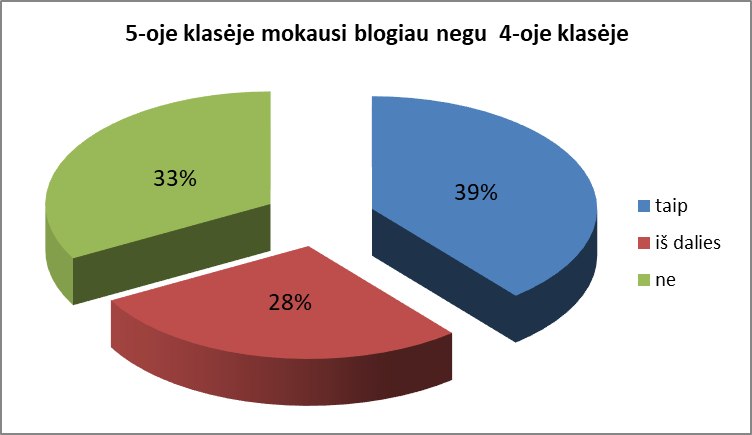 5-oje klasėje mokausi blogiau negu  4-oje klasėje
33%
39%
28%
taip
iš dalies
ne